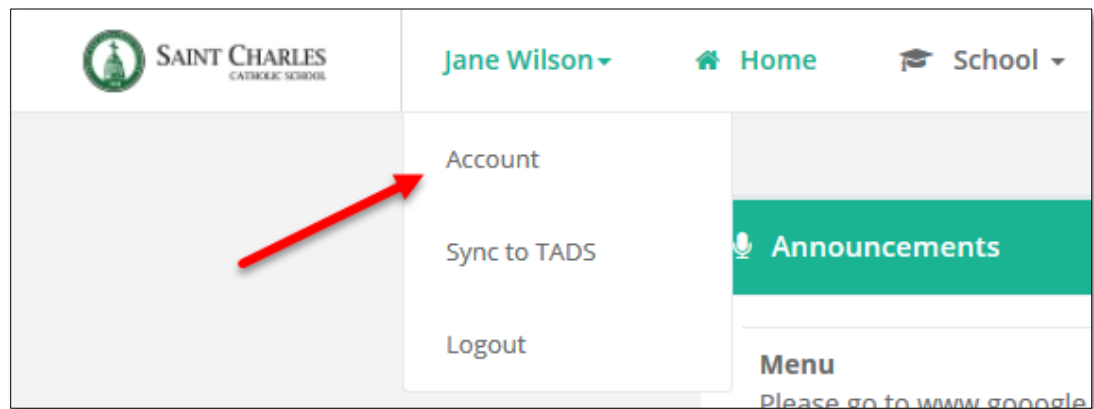 SAINT CHARLES
CATHOLIC SCHOOL
Jane Wilson
Home
School
Account
Sync to TADS
Logout
Announcements
Menu
Please go to www.gooogle